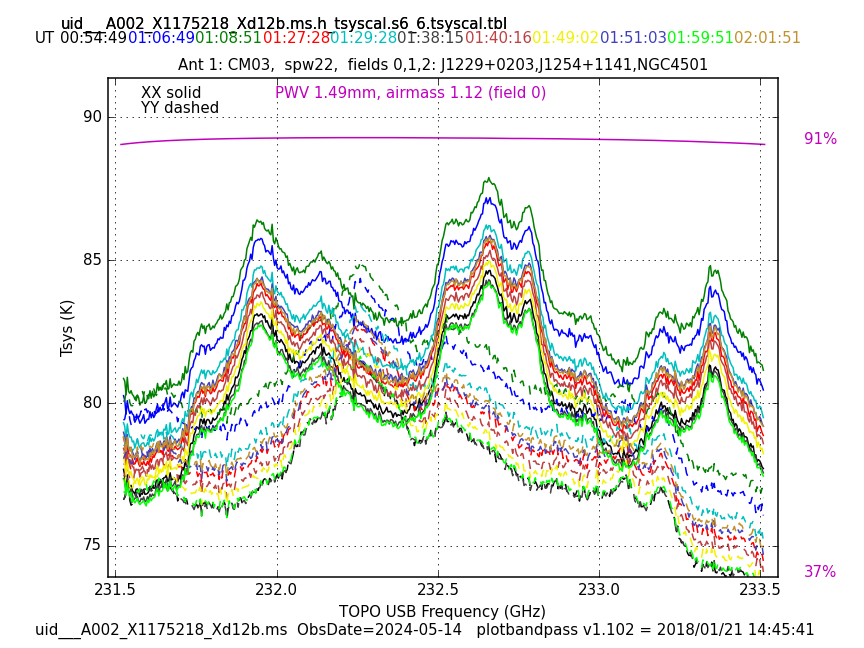 uid___A002_X1175218_Xd12b.ms.h_tsyscal.s6_6.tsyscal.tbl
UT 00:54:49 01:06:49 01:08:51 01:27:28 01:29:28 01:38:15 01:40:16 01:49:02 01:51:03 01:59:51 02:01:51
Ant 1: CM03,  spw22,  fields 0,1,2: J1229+0203,J1254+1141,NGC4501
XX solid
YY dashed
PWV 1.49mm, airmass 1.12 (field 0)
91%
37%
90
85
80
75
Tsys (K)
231.5 232.0 232.5 233.0 233.5
TOPO USB Frequency (GHz)
uid___A002_X1175218_Xd12b.ms  ObsDate=2024-05-14   plotbandpass v1.102 = 2018/01/21 14:45:41